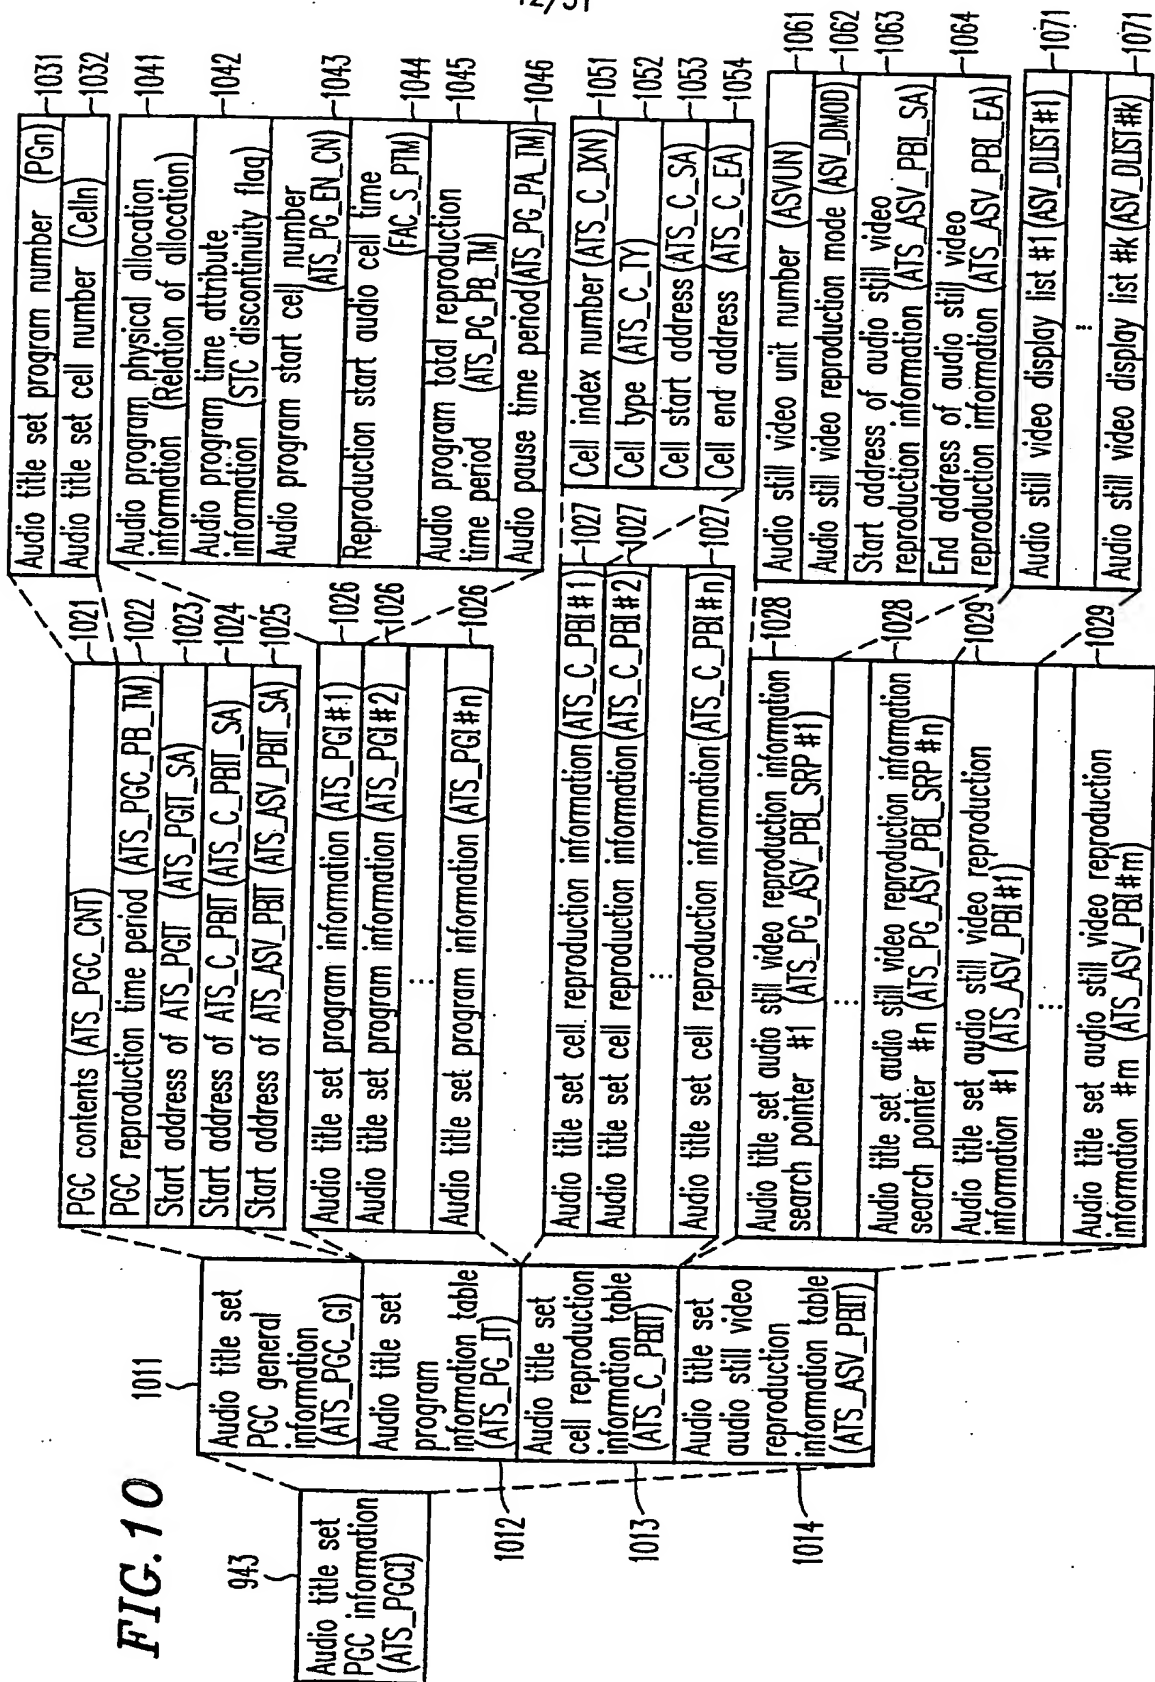 12/51
FIG. 10
943
Audio title set
PGC information
(ATS_PGCI)
1011
Audio title set
PGC general
information
(ATS_PGC_GI)
Audio title set
program
information table
(ATS_PG_IT)
1012
Audio title set
cell reproduction
information table
(ATS_C_PBIT)
1013
Audio title set
audio still video
reproduction
information table
(ATS_ASV_PBIT)
1014
PGC contents (ATS_PGC_CNT)
1021
PGC reproduction time period (ATS_PGC_PB_TM)
1022
Start address of ATS_PGIT (ATS_PGIT_SA)
1023
Start address of ATS_C_PBIT (ATS_C_PBIT_SA)
1024
Start address of ATS_ASV_PBIT (ATS_ASV_PBIT_SA)
1025
Audio title set program information (ATS_PGI#1)
1026
Audio title set program information (ATS_PGI#2)
1026
...
Audio title set program information (ATS_PGI#n)
1026
Audio title set cell reproduction information (ATS_C_PBI#1)
1027
Audio title set cell reproduction information (ATS_C_PBI#2)
1027
...
Audio title set cell reproduction information (ATS_C_PBI#n)
1027
Audio title set audio still video reproduction information
search pointer #1 (ATS_PG_ASV_PBI_SRP#1)
1028
...
Audio title set audio still video reproduction information
search pointer #n (ATS_PG_ASV_PBI_SRP#n)
1028
Audio title set audio still video reproduction
information #1 (ATS_ASV_PBI#1)
1029
...
Audio title set audio still video reproduction
information #m (ATS_ASV_PBI#m)
1029
Audio title set program number (PGn)
1031
Audio title set cell number (Celln)
1032
Audio program physical allocation
information (Relation of allocation)
1041
Audio program time attribute
information (STC discontinuity flag)
1042
Audio program start cell number
(ATS_PG_EN_CN)
1043
Reproduction start audio cell time
(FAC_S_PTM)
1044
Audio program total reproduction
time period (ATS_PG_PB_TM)
1045
Audio pause time period (ATS_PG_PA_TM)
1046
Cell index number (ATS_C_IXN)
1051
Cell type (ATS_C_TY)
1052
Cell start address (ATS_C_SA)
1053
Cell end address (ATS_C_EA)
1054
Audio still video unit number (ASVUN)
1061
Audio still video reproduction mode (ASV_DMOD)
1062
Start address of audio still video
reproduction information (ATS_ASV_PBI_SA)
1063
End address of audio still video
reproduction information (ATS_ASV_PBI_EA)
1064
Audio still video display list #1 (ASV_DLIST#1)
1071
...
Audio still video display list #k (ASV_DLIST#k)
1071